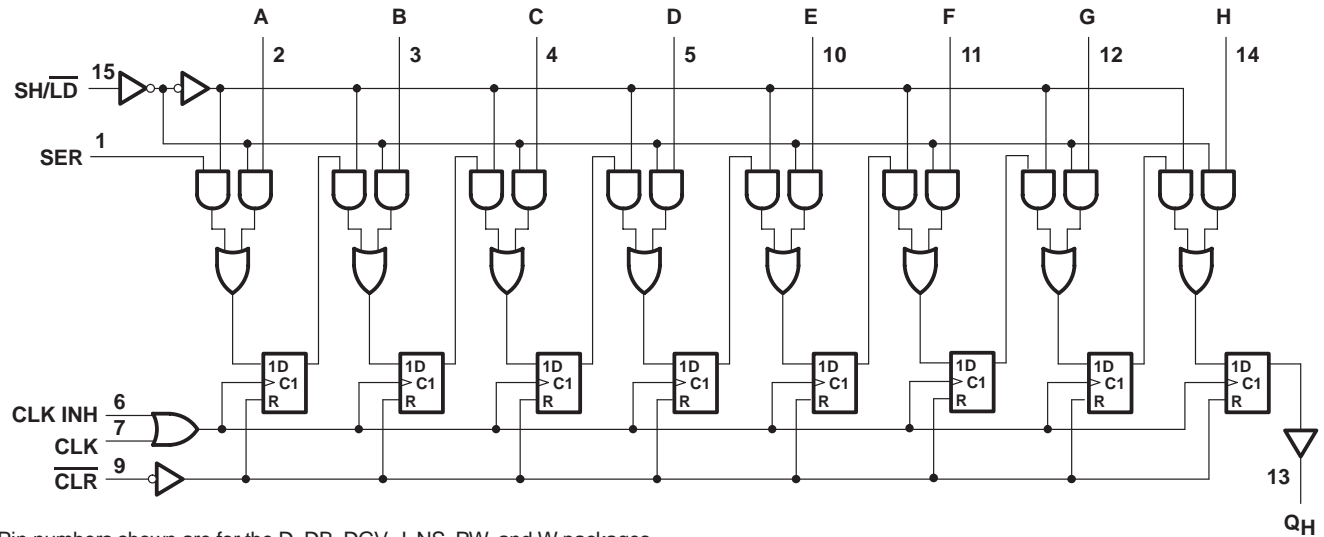 A B C D E F G H
2 3 4 5 10 11 12 14
SH/LD 15
SER 1
1D 1D 1D 1D 1D 1D 1D 1D
C1 C1 C1 C1 C1 C1 C1 C1
R R R R R R R R
CLK INH 6
CLK 7
CLR 9
13
QH
Pin numbers shown are for the D, DB, DGV, J, NS, PW, and W packages.